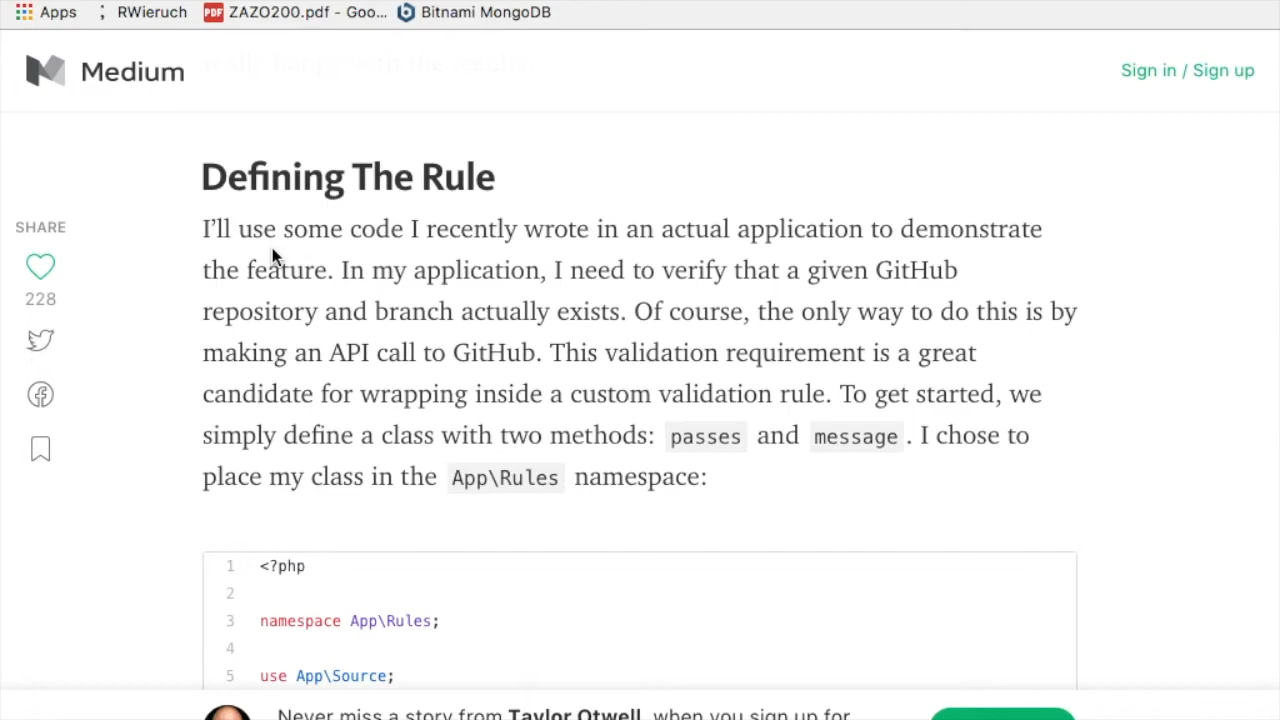 Apps RWieruch PDF ZAZO200.pdf - Goo... Bitnami MongoDB
really happy with the results.
Medium
Sign in / Sign up
Defining The Rule
SHARE
I’ll use some code I recently wrote in an actual application to demonstrate
the feature. In my application, I need to verify that a given GitHub
228
repository and branch actually exists. Of course, the only way to do this is by
making an API call to GitHub. This validation requirement is a great
candidate for wrapping inside a custom validation rule. To get started, we
simply define a class with two methods: passes and message. I chose to
place my class in the App\Rules namespace:
1 <?php
2
3 namespace App\Rules;
4
5 use App\Source;
Never miss a story from Taylor Otwell, when you sign up for